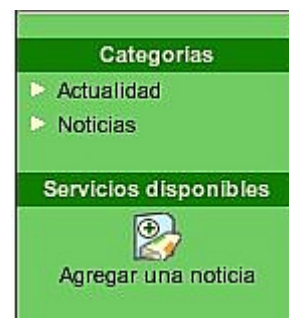 Categorías
Actualidad
Noticias
Servicios disponibles
Agregar una noticia